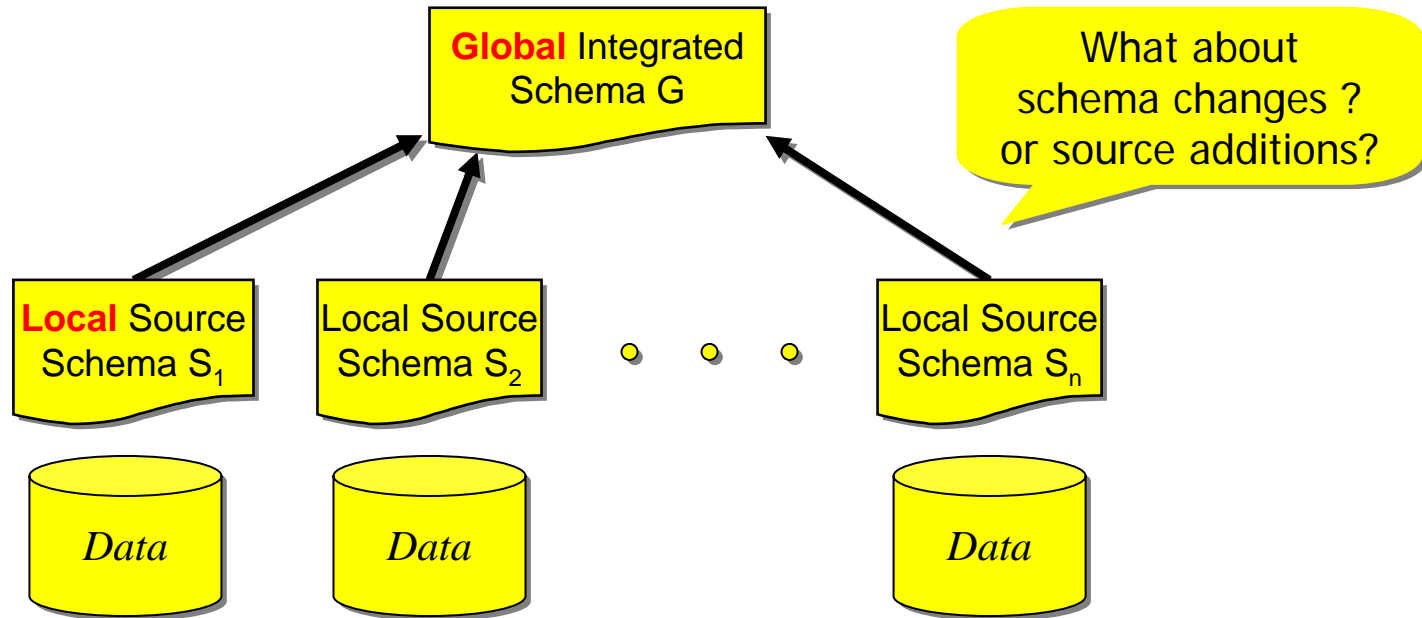 Global Integrated
Schema G
What about
schema changes ?
or source additions?
Local Source
Schema S1
Local Source
Schema S2
Local Source
Schema Sn
Data
Data
Data